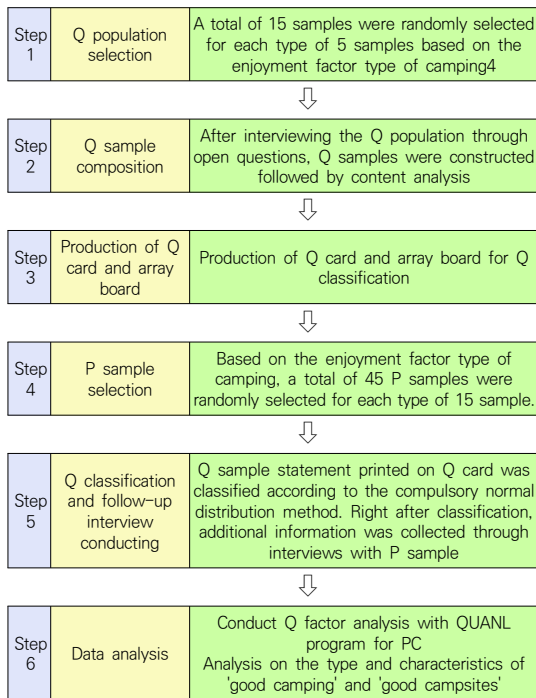 Step
1
Q population
selection
A total of 15 samples were randomly selected
for each type of 5 samples based on the
enjoyment factor type of camping4
Step
2
Q sample
composition
After interviewing the Q population through
open questions, Q samples were constructed
followed by content analysis
Step
3
Production of Q
card and array
board
Production of Q card and array board for Q
classification
Step
4
P sample
selection
Based on the enjoyment factor type of
camping, a total of 45 P samples were
randomly selected for each type of 15 sample.
Step
5
Q classification
and follow-up
interview
conducting
Q sample statement printed on Q card was
classified according to the compulsory normal
distribution method. Right after classification,
additional information was collected through
interviews with P sample
Step
6
Data analysis
Conduct Q factor analysis with QUANL
program for PC
Analysis on the type and characteristics of
'good camping' and 'good campsites'